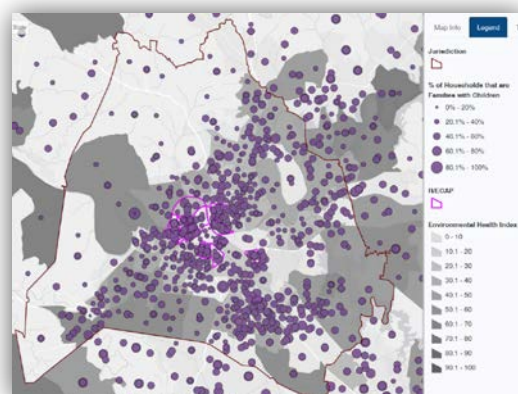 Map Info
Legend
Jurisdiction
% of Households that are
Families with Children
0% - 20%
20.1% - 40%
40.1% - 60%
60.1% - 80%
80.1% - 100%
R/ECAP
Environmental Health Index
0 - 10
10.1 - 20
20.1 - 30
30.1 - 40
40.1 - 50
50.1 - 60
60.1 - 70
70.1 - 80
80.1 - 90
90.1 - 100